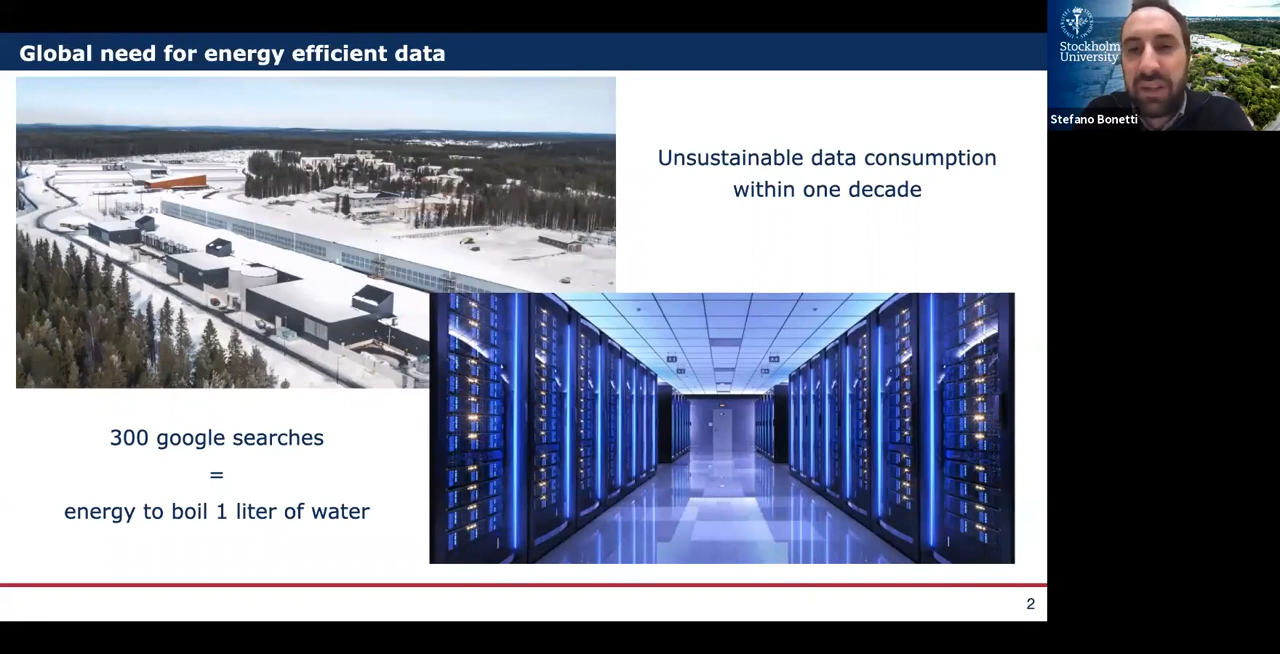 Global need for energy efficient data
Unsustainable data consumption
within one decade
300 google searches
=
energy to boil 1 liter of water
2
Stockholm
University
Stefano Bonetti